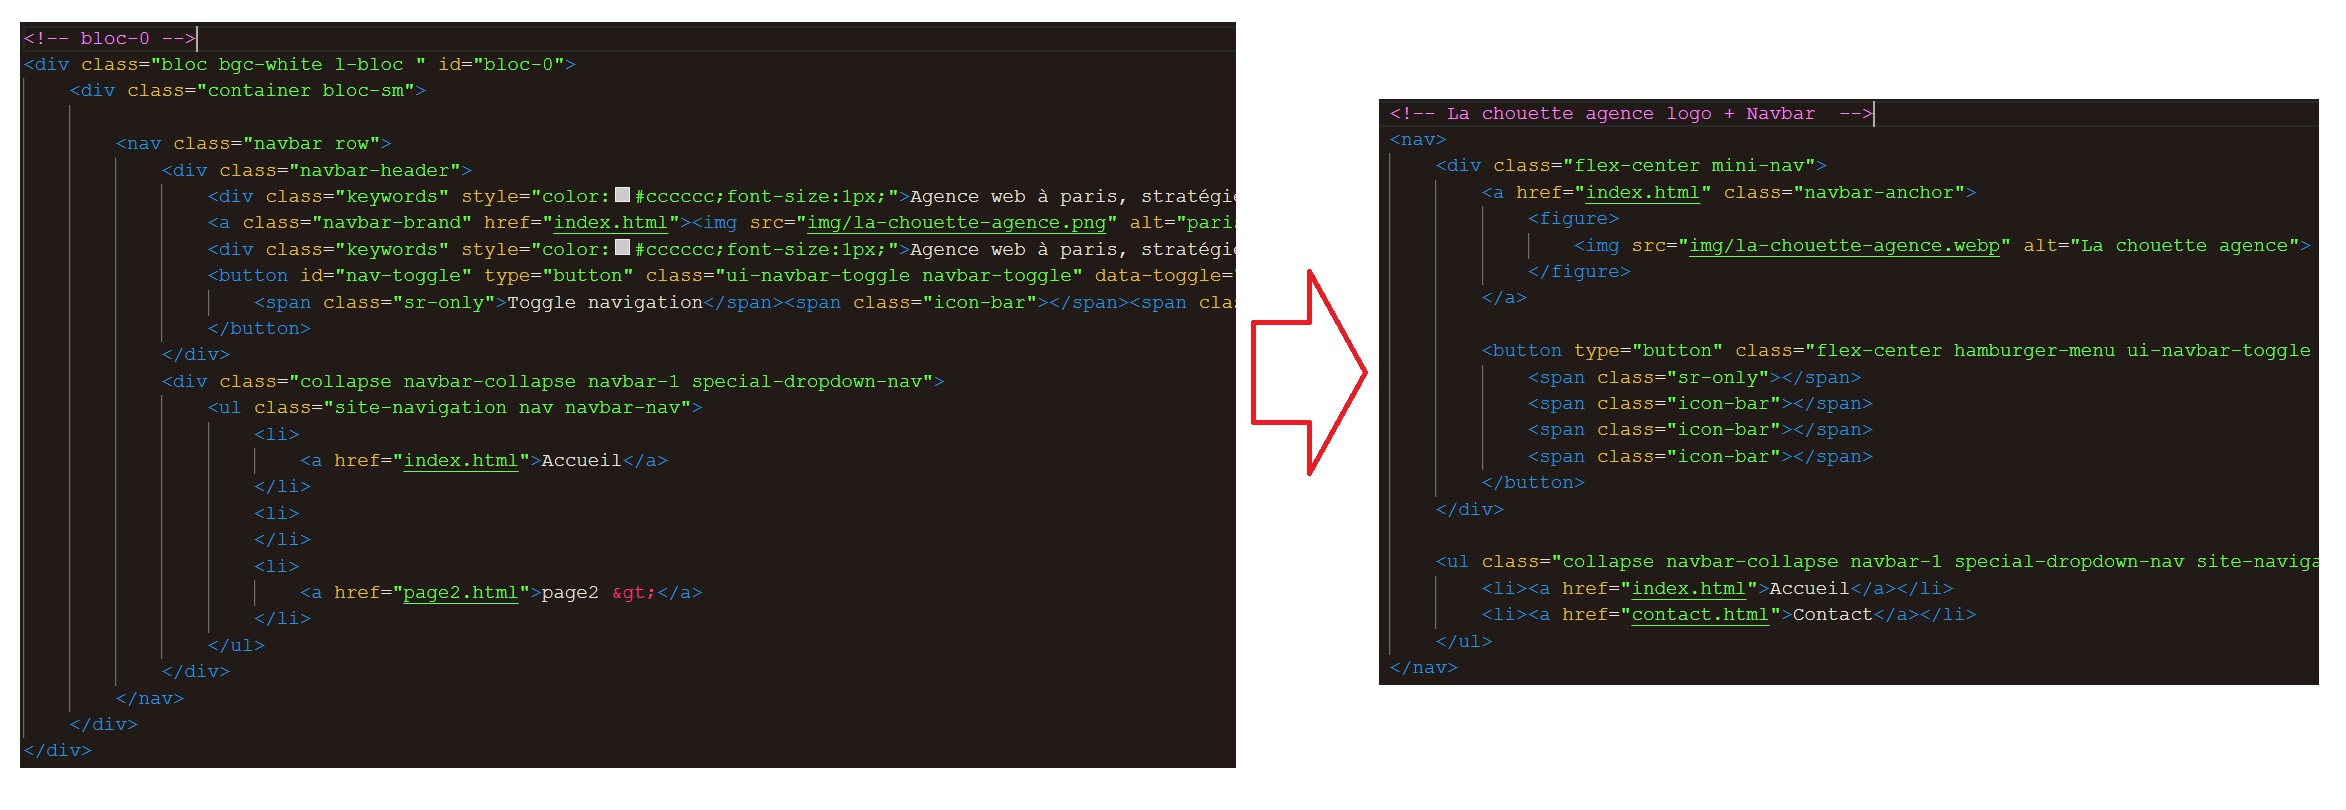 <!-- bloc-0 -->
<div class="bloc bgc-white l-bloc " id="bloc-0">
<div class="container bloc-sm">
<nav class="navbar row">
<div class="navbar-header">
<div class="keywords" style="color:#cccccc;font-size:1px;">Agence web à paris, stratégie
<a class="navbar-brand" href="index.html"><img src="img/la-chouette-agence.png" alt="pari
<div class="keywords" style="color:#cccccc;font-size:1px;">Agence web à paris, stratégie
<button id="nav-toggle" type="button" class="ui-navbar-toggle navbar-toggle" data-toggle=
<span class="sr-only">Toggle navigation</span><span class="icon-bar"></span><span clas
</button>
</div>
<div class="collapse navbar-collapse navbar-1 special-dropdown-nav">
<ul class="site-navigation nav navbar-nav">
<li>
<a href="index.html">Accueil</a>
</li>
<li>
</li>
<li>
<a href="page2.html">page2 &gt;</a>
</li>
</ul>
</div>
</nav>
</div>
</div>
<!-- La chouette agence logo + Navbar  -->
<nav>
<div class="flex-center mini-nav">
<a href="index.html" class="navbar-anchor">
<figure>
<img src="img/la-chouette-agence.webp" alt="La chouette agence">
</figure>
</a>
<button type="button" class="flex-center hamburger-menu ui-navbar-toggle
<span class="sr-only"></span>
<span class="icon-bar"></span>
<span class="icon-bar"></span>
<span class="icon-bar"></span>
</button>
</div>
<ul class="collapse navbar-collapse navbar-1 special-dropdown-nav site-naviga
<li><a href="index.html">Accueil</a></li>
<li><a href="contact.html">Contact</a></li>
</ul>
</nav>